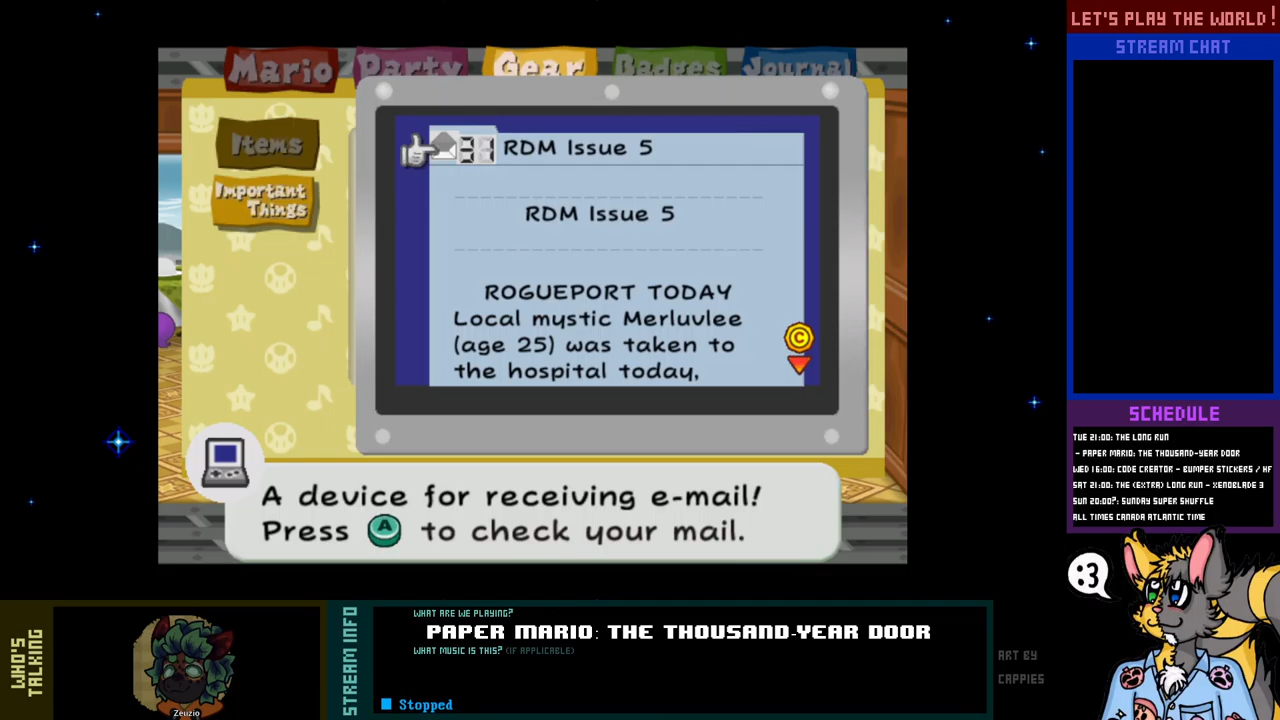 LET'S PLAY THE WORLD!
STREAM CHAT
Mario
Party
Gear
Badges
Journal
Items
Important
Things
RDM Issue 5
RDM Issue 5
ROGUEPORT TODAY
Local mystic Merluvlee
(age 25) was taken to
the hospital today,
A device for receiving e-mail!
Press A to check your mail.
SCHEDULE
TUE 21:00: THE LONG RUN
- PAPER MARIO: THE THOUSAND-YEAR DOOR
WED 16:00: CODE CREATOR - BUMPER STICKERS / HF
SAT 21:00: THE (EXTRA) LONG RUN - XENOBLADE 3
SUN 20:00?: SUNDAY SUPER SHUFFLE
ALL TIMES CANADA ATLANTIC TIME
:3
WHO'S
TALKING
Zeuzio
STREAM INFO
WHAT ARE WE PLAYING?
PAPER MARIO: THE THOUSAND-YEAR DOOR
WHAT MUSIC IS THIS? (IF APPLICABLE)
Stopped
ART BY
CAPPIES